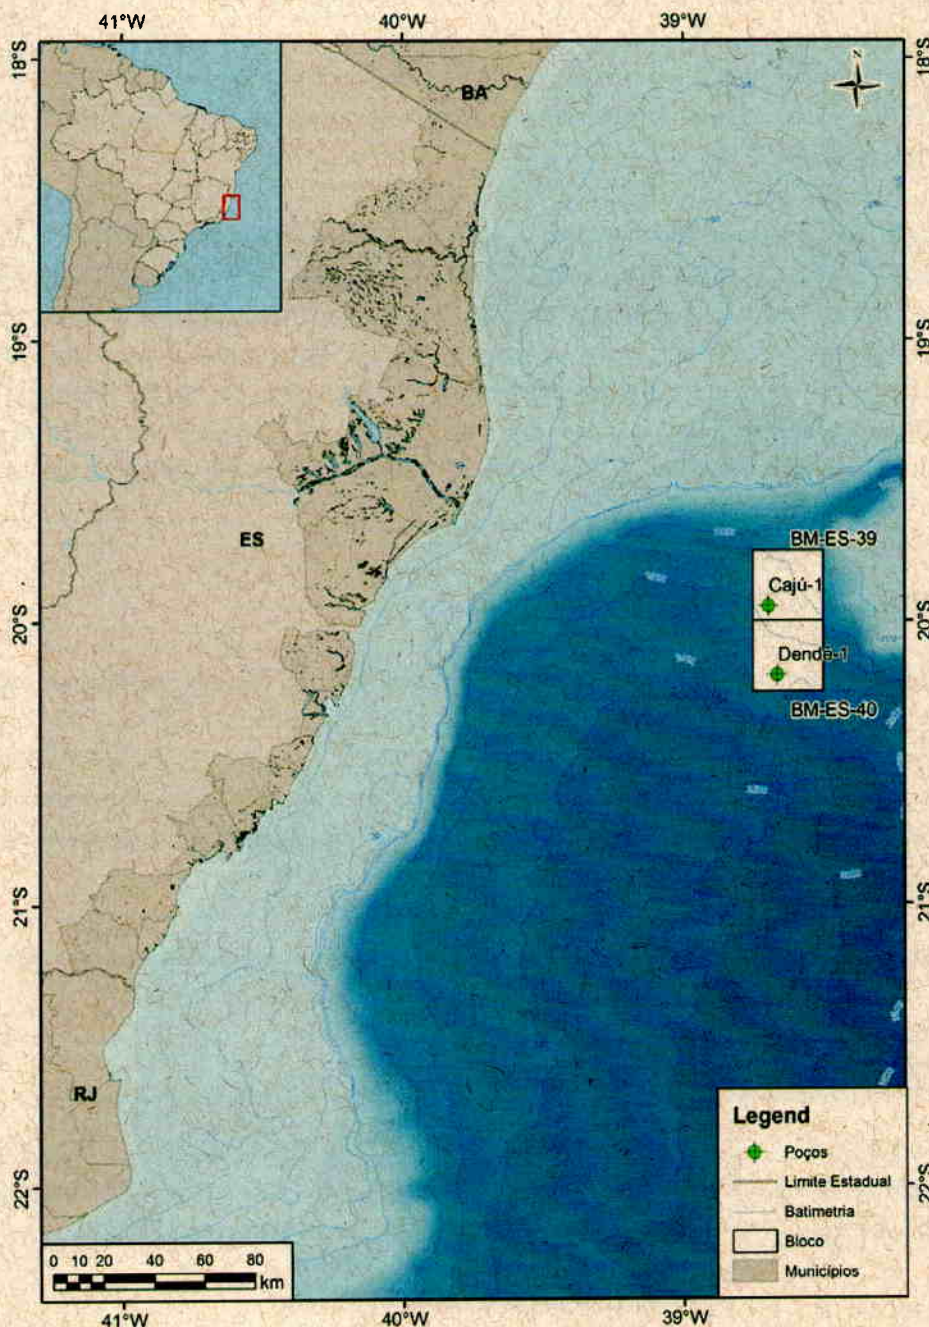 41°W 40°W 39°W
18°S 18°S
BA
19°S 19°S
ES
BM-ES-39
Cajú-1
20°S 20°S
Dendê-1
BM-ES-40
21°S 21°S
RJ
Legend
Poços
Limite Estadual
Batimetria
Bloco
Municípios
22°S 22°S
0 10 20 40 60 80
km
41°W 40°W 39°W